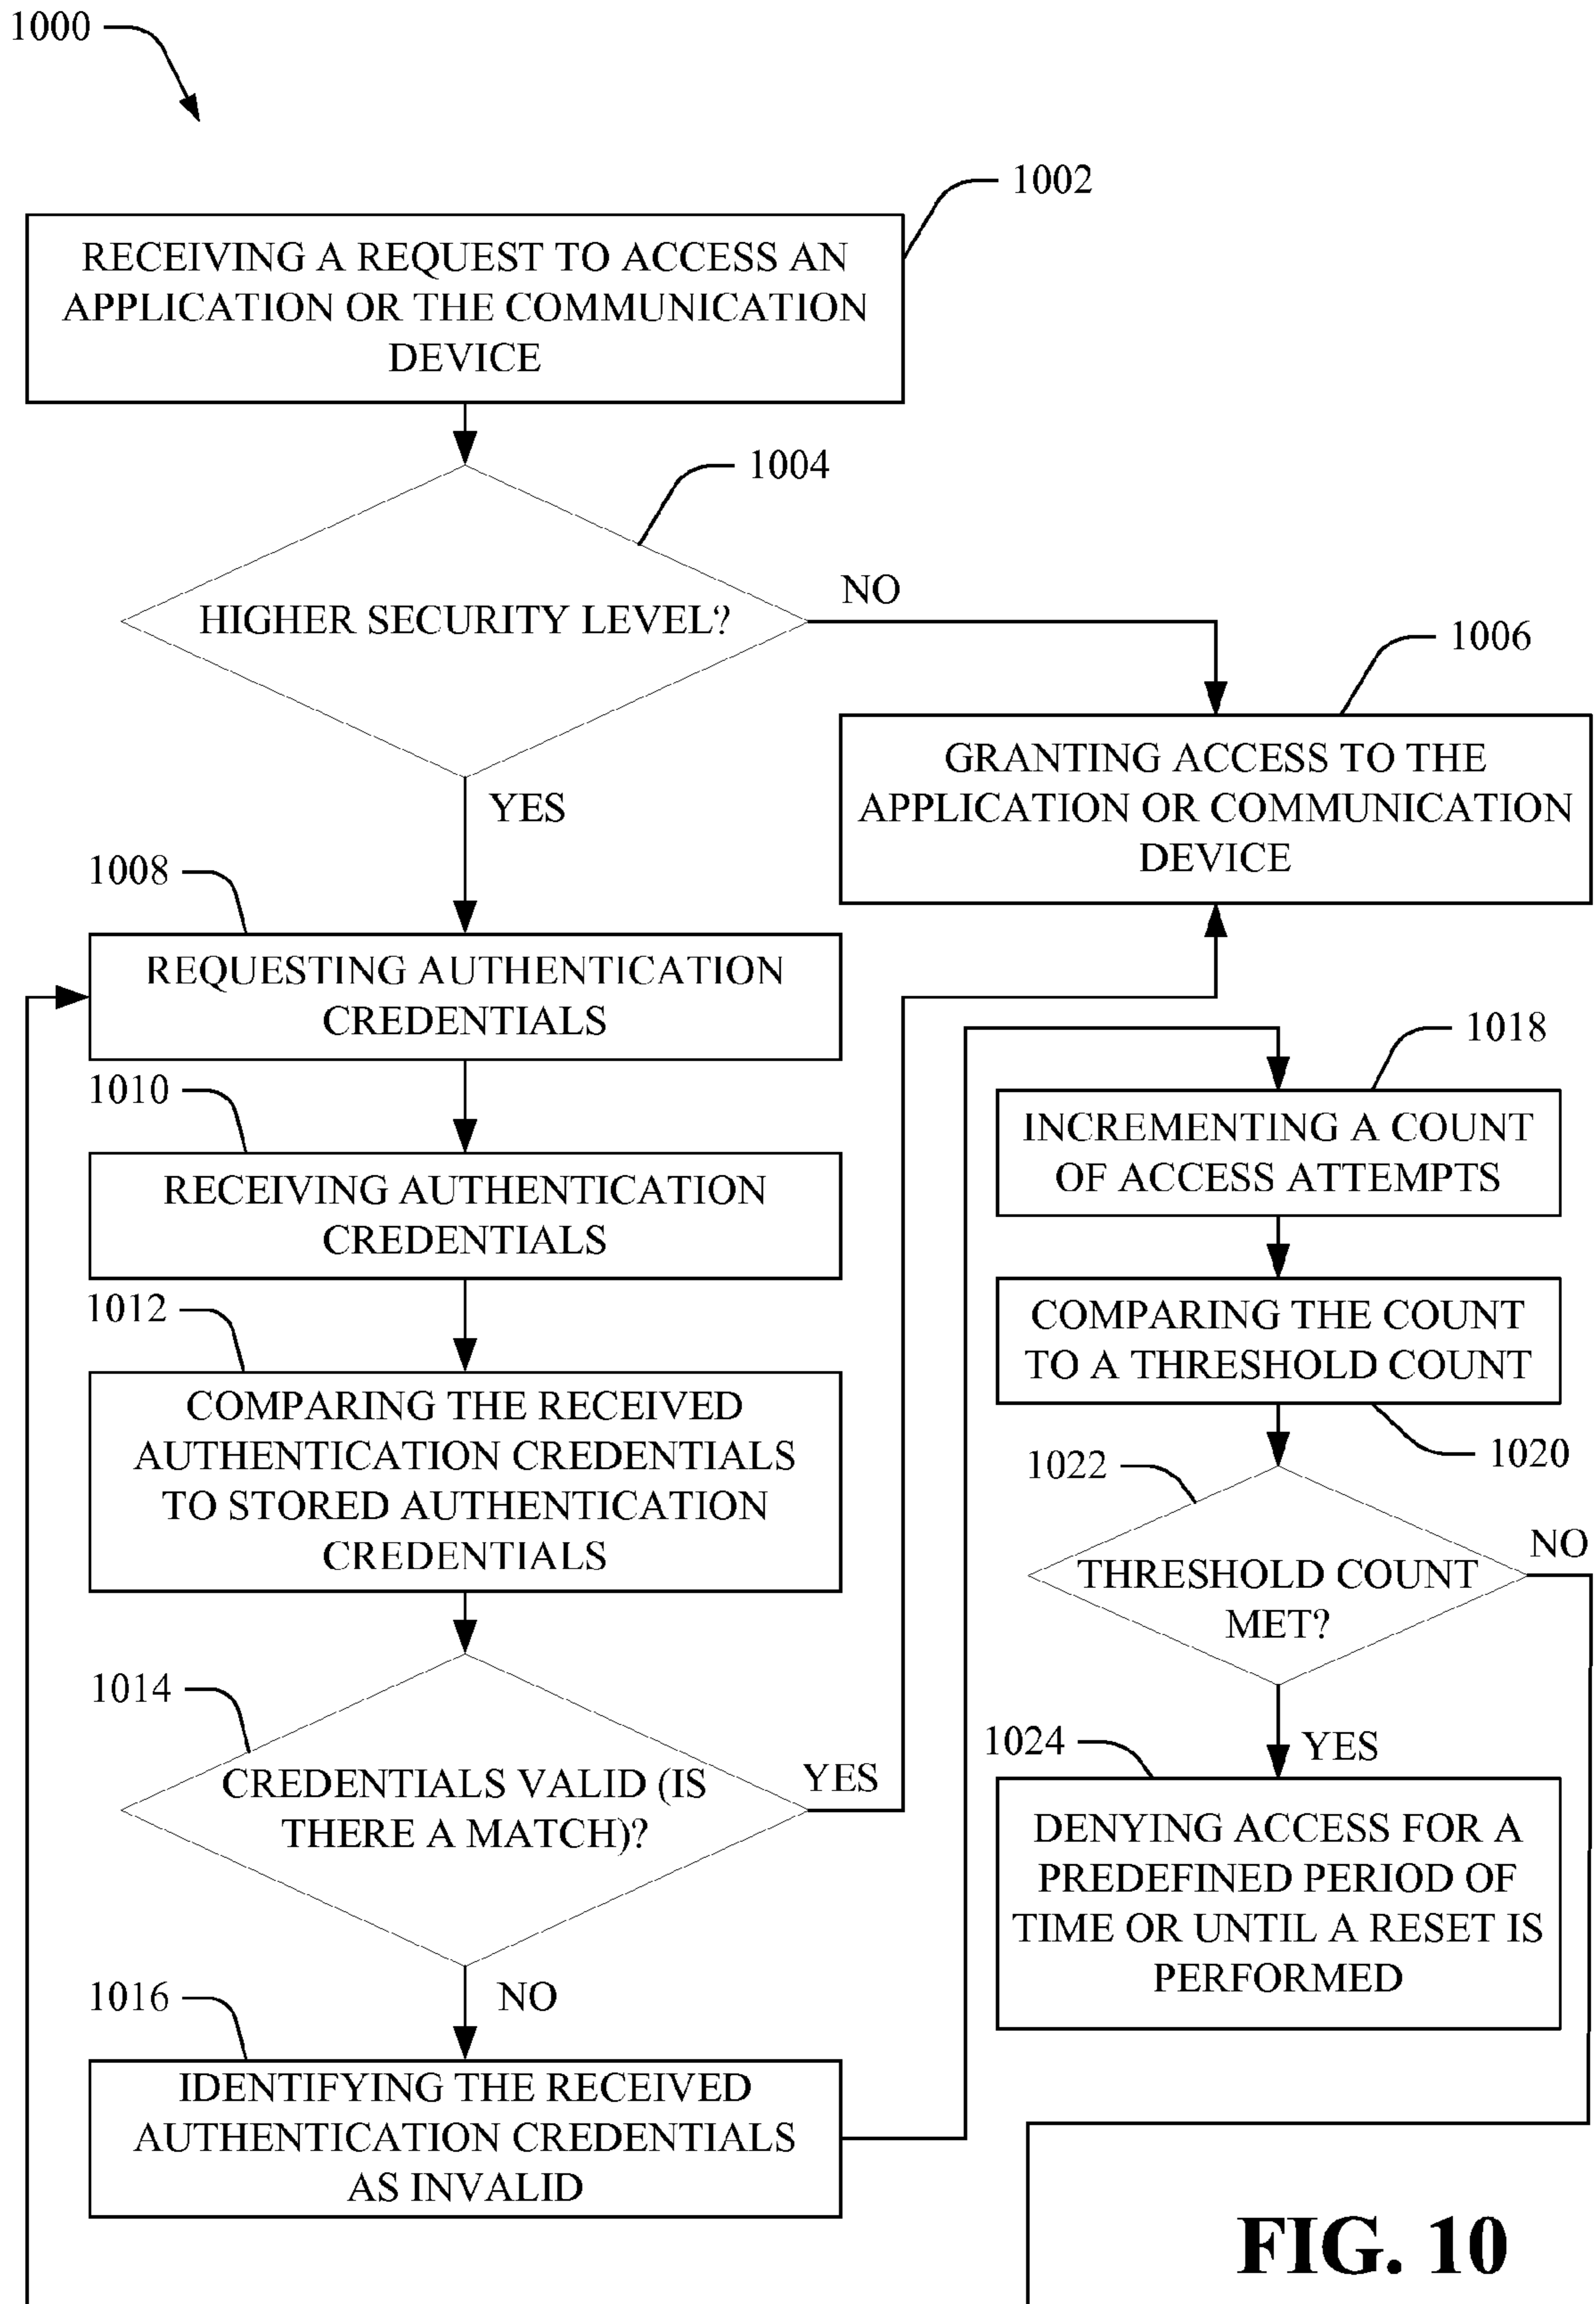 1000
1002
RECEIVING A REQUEST TO ACCESS AN
APPLICATION OR THE COMMUNICATION
DEVICE
1004
HIGHER SECURITY LEVEL?
NO
YES
1006
GRANTING ACCESS TO THE
APPLICATION OR COMMUNICATION
DEVICE
1008
REQUESTING AUTHENTICATION
CREDENTIALS
1010
RECEIVING AUTHENTICATION
CREDENTIALS
1012
COMPARING THE RECEIVED
AUTHENTICATION CREDENTIALS
TO STORED AUTHENTICATION
CREDENTIALS
1014
CREDENTIALS VALID (IS
THERE A MATCH)?
YES
NO
1016
IDENTIFYING THE RECEIVED
AUTHENTICATION CREDENTIALS
AS INVALID
1018
INCREMENTING A COUNT
OF ACCESS ATTEMPTS
COMPARING THE COUNT
TO A THRESHOLD COUNT
1020
1022
THRESHOLD COUNT
MET?
NO
YES
1024
DENYING ACCESS FOR A
PREDEFINED PERIOD OF
TIME OR UNTIL A RESET IS
PERFORMED
FIG. 10